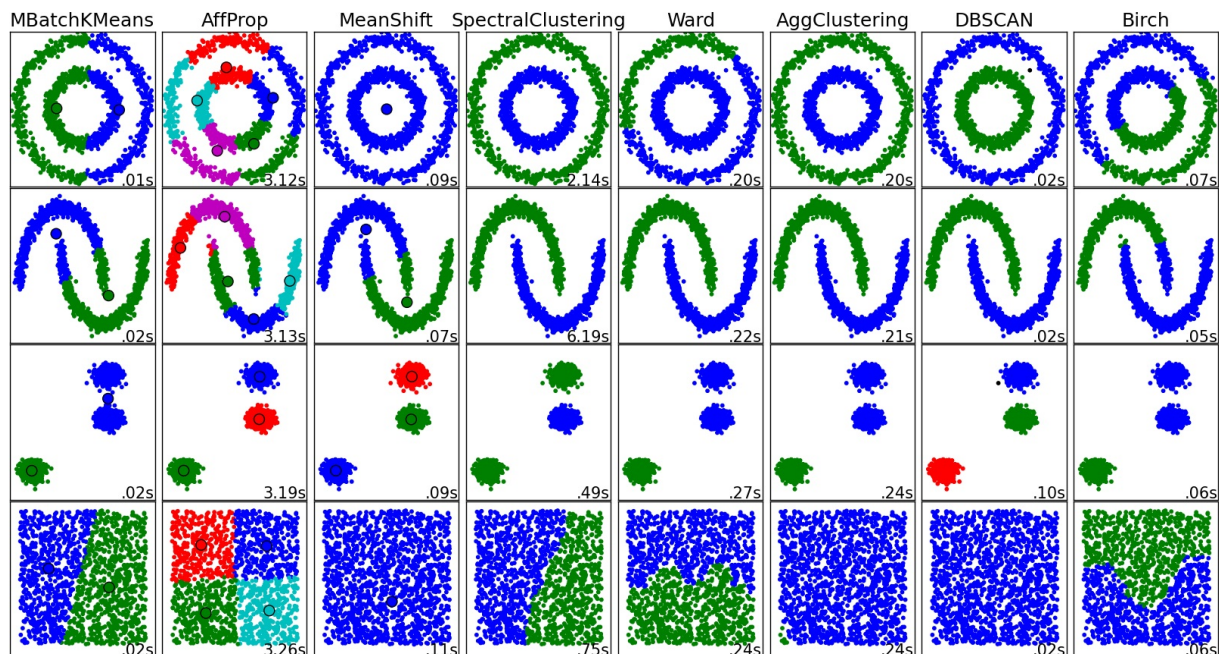 MBatchKMeans AffProp MeanShift SpectralClustering Ward AggClustering DBSCAN Birch
.01s 3.12s .09s 2.14s .20s .20s .02s .07s
.02s 3.13s .07s 6.19s .22s .21s .02s .05s
.02s 3.19s .09s .49s .27s .24s .10s .06s
.02s 3.26s .11s .75s .24s .24s .02s .06s